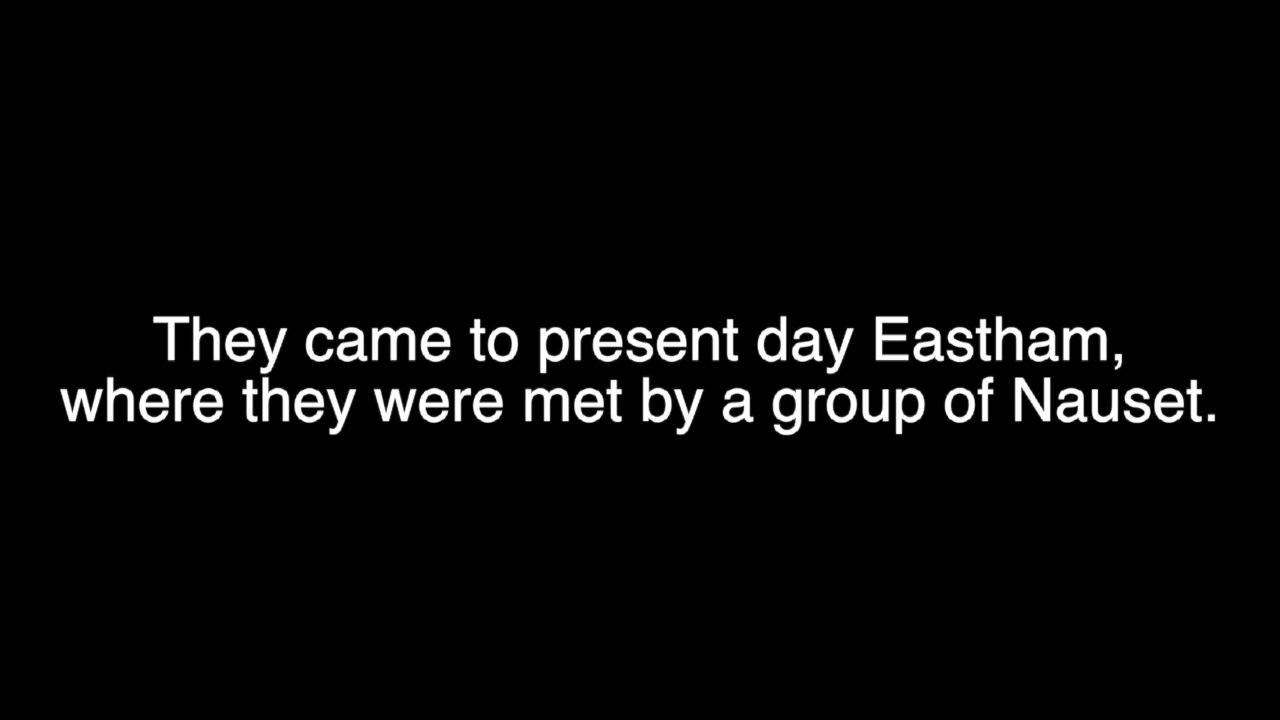 They came to present day Eastham,
where they were met by a group of Nauset.